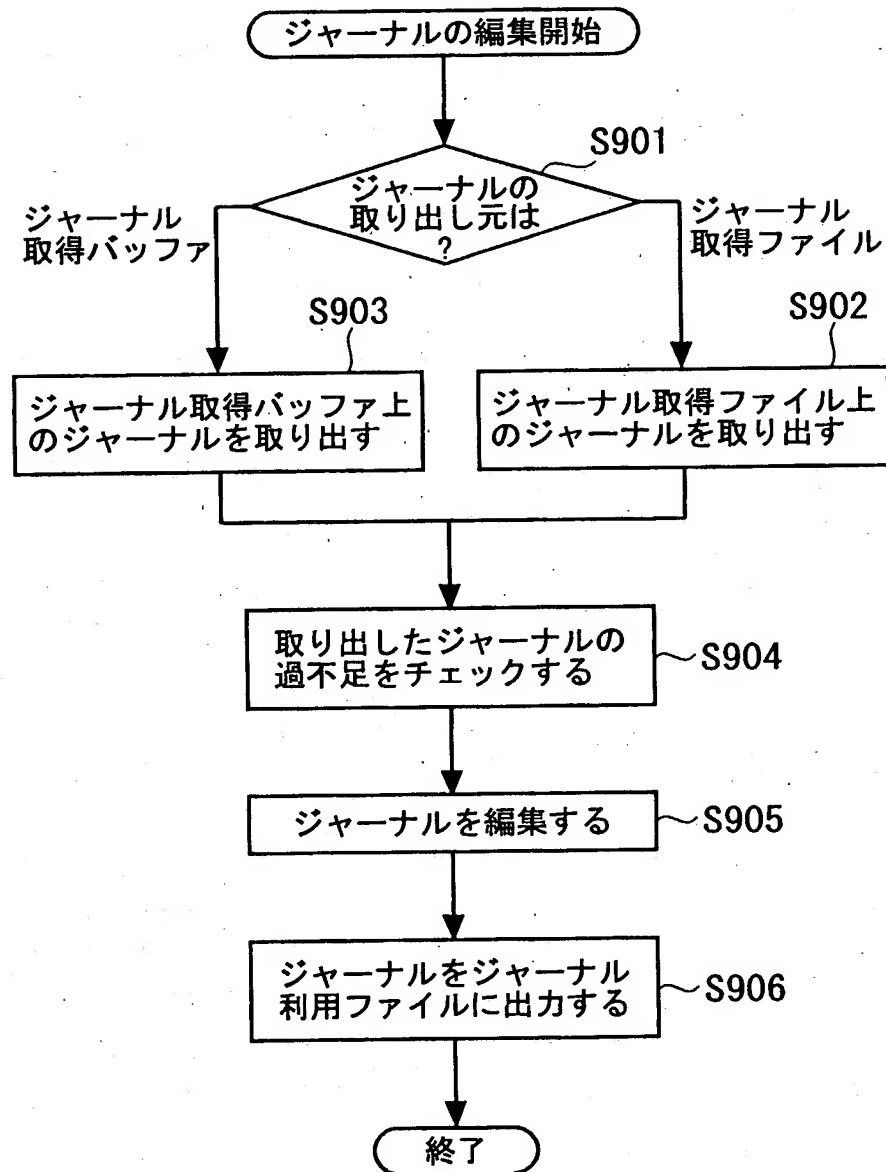 ジャーナルの編集開始
S901
ジャーナルの
取り出し元は
?
ジャーナル
取得バッファ
ジャーナル
取得ファイル
S903
S902
ジャーナル取得バッファ上
のジャーナルを取り出す
ジャーナル取得ファイル上
のジャーナルを取り出す
取り出したジャーナルの
過不足をチェックする
S904
ジャーナルを編集する
S905
ジャーナルをジャーナル
利用ファイルに出力する
S906
終了